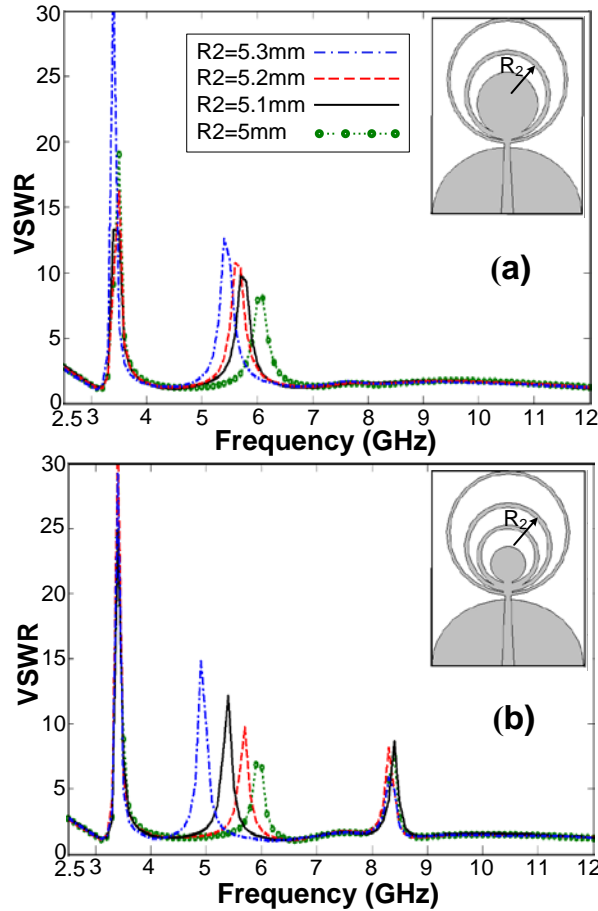 30
25
20
15
10
5
0
VSWR
R2=5.3mm
R2=5.2mm
R2=5.1mm
R2=5mm
R2
(a)
2.5 3 4 5 6 7 8 9 10 11 12
Frequency (GHz)
30
25
20
15
10
5
0
VSWR
R2
(b)
2.5 3 4 5 6 7 8 9 10 11 12
Frequency (GHz)